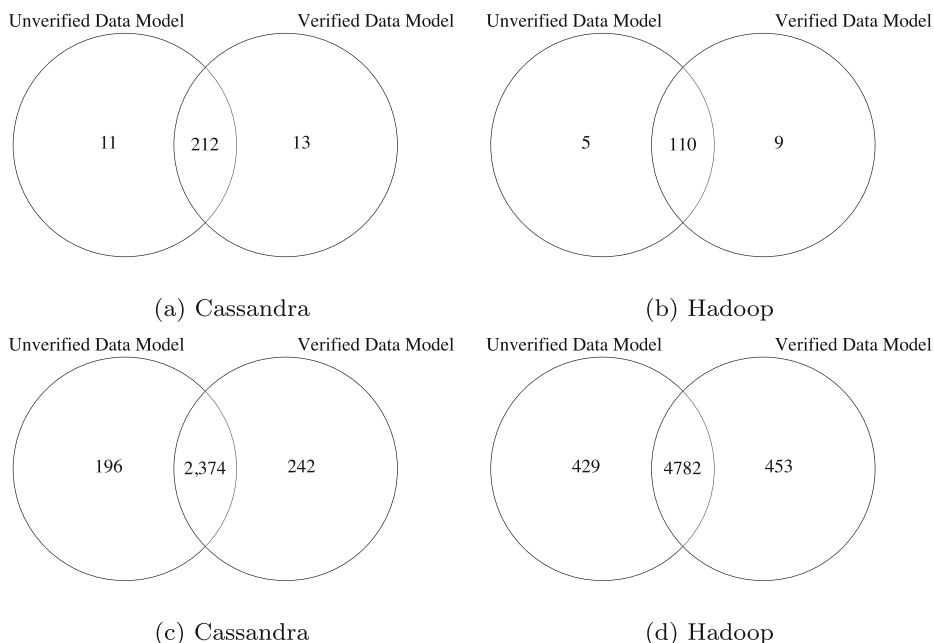 Unverified Data Model Verified Data Model
11 212 13
(a) Cassandra
Unverified Data Model Verified Data Model
5 110 9
(b) Hadoop
Unverified Data Model Verified Data Model
196 2,374 242
(c) Cassandra
Unverified Data Model Verified Data Model
429 4782 453
(d) Hadoop